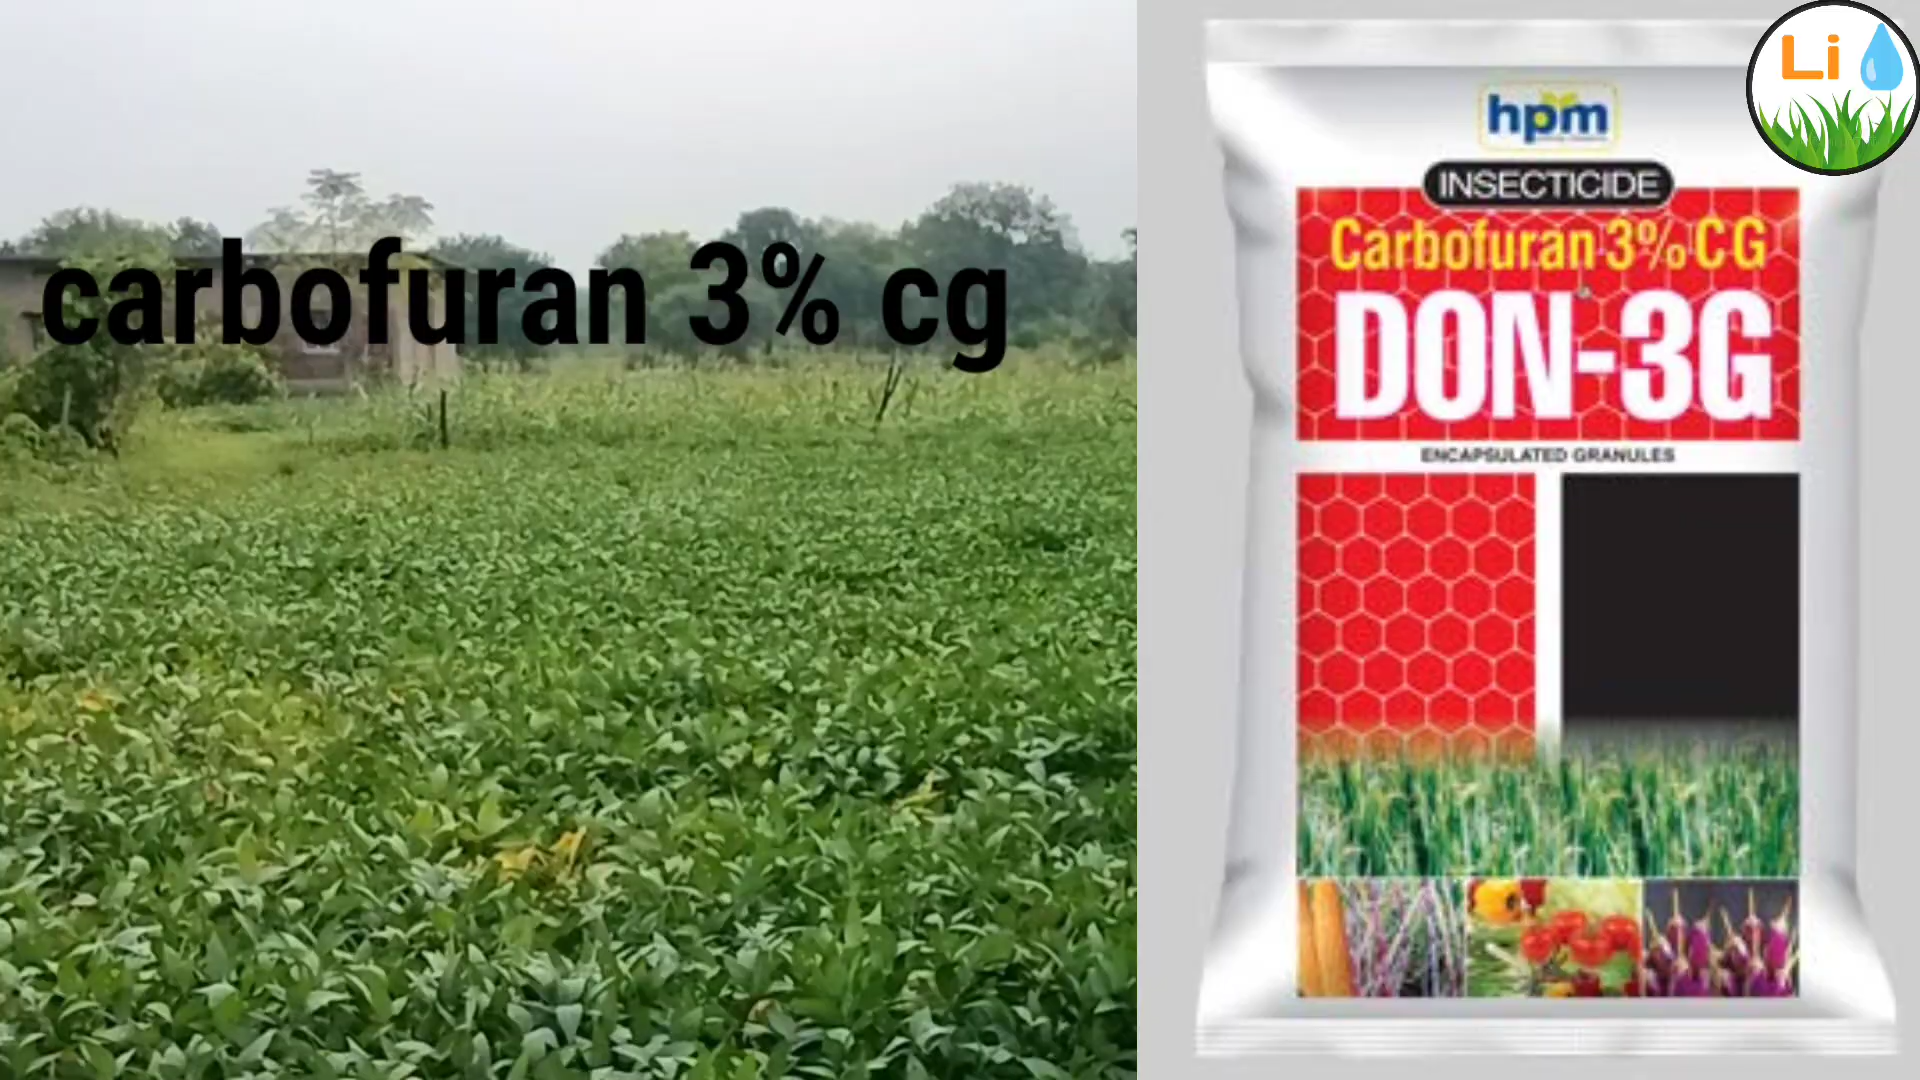 carbofuran 3% cg
Li
hpm
INSECTICIDE
Carbofuran 3% CG
DON-3G
ENCAPSULATED GRANULES